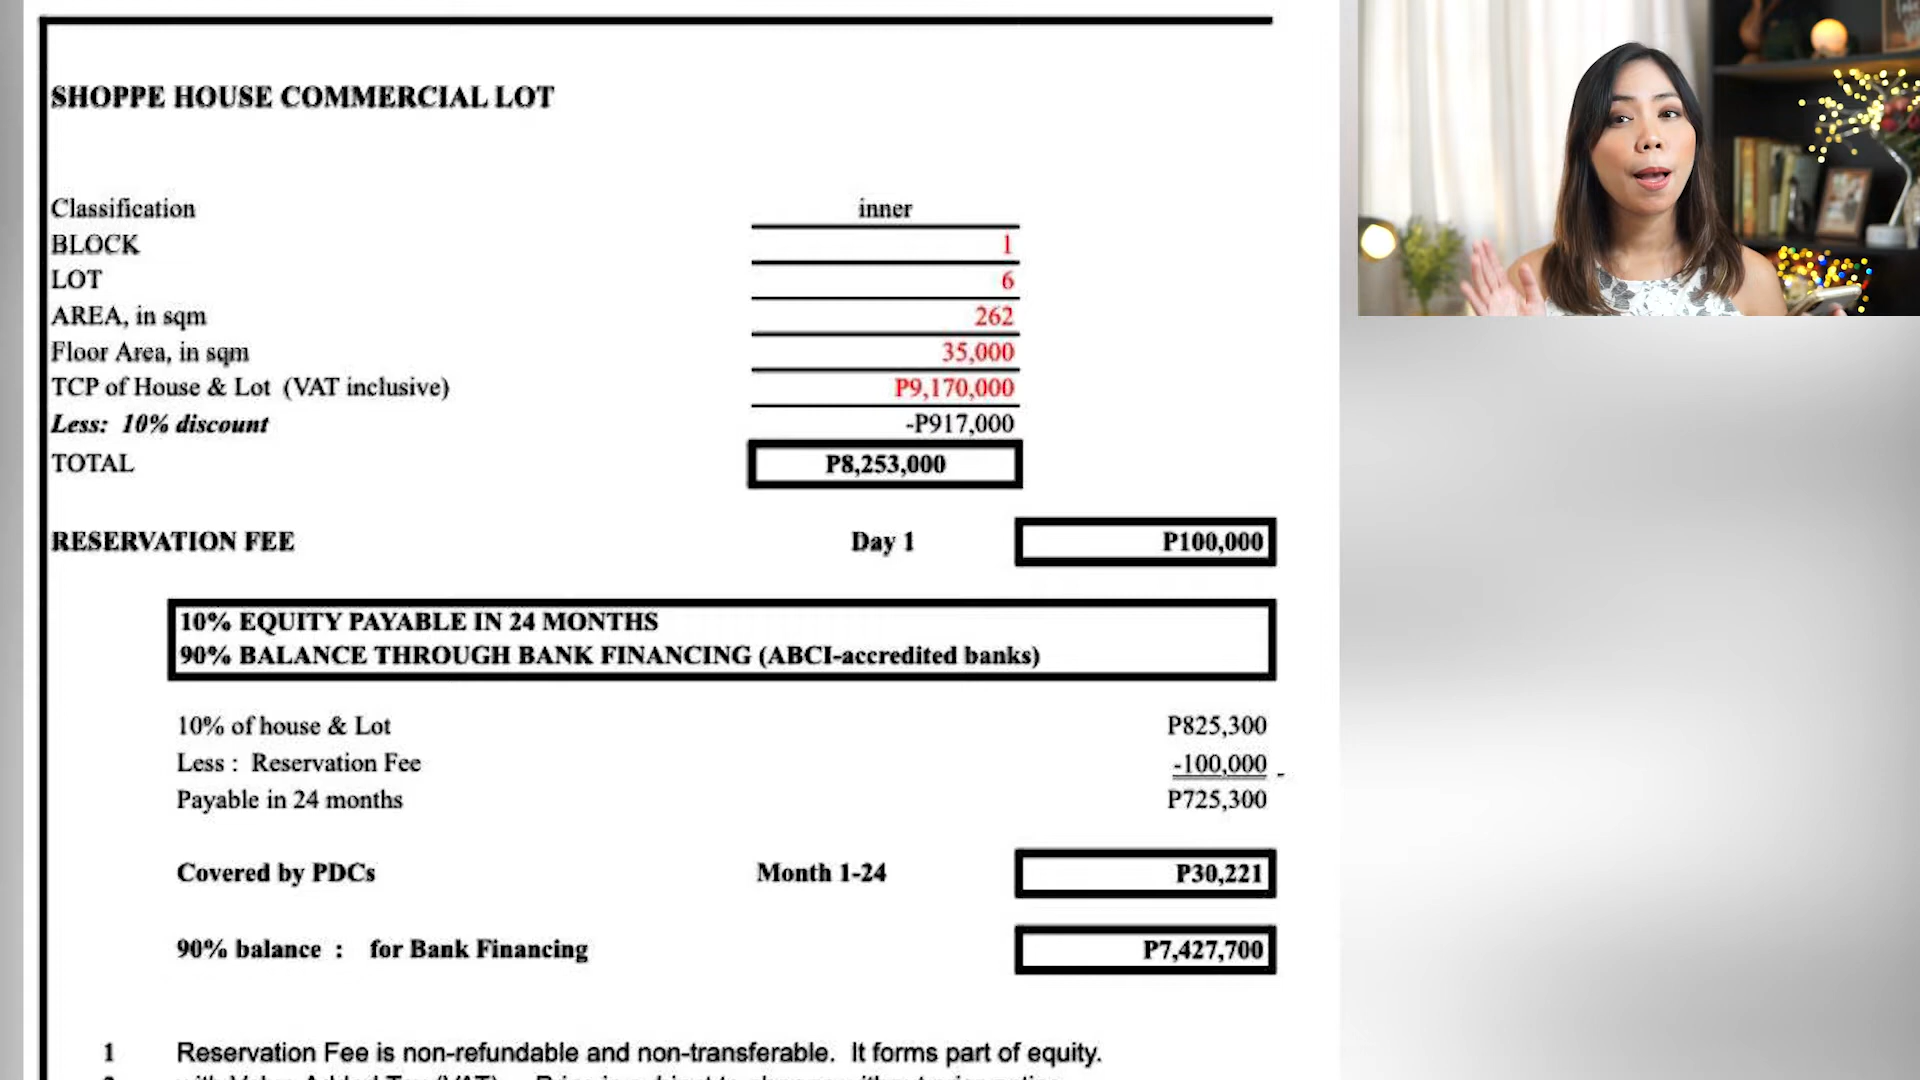 SHOPPE HOUSE COMMERCIAL LOT
Classification inner
BLOCK 1
LOT 6
AREA, in sqm 262
Floor Area, in sqm 35,000
TCP of House & Lot (VAT inclusive) P9,170,000
Less: 10% discount -P917,000
TOTAL P8,253,000
RESERVATION FEE Day 1 P100,000
10% EQUITY PAYABLE IN 24 MONTHS
90% BALANCE THROUGH BANK FINANCING (ABCI-accredited banks)
10% of house & Lot P825,300
Less : Reservation Fee -100,000 -
Payable in 24 months P725,300
Covered by PDCs Month 1-24 P30,221
90% balance : for Bank Financing P7,427,700
1 Reservation Fee is non-refundable and non-transferable. It forms part of equity.